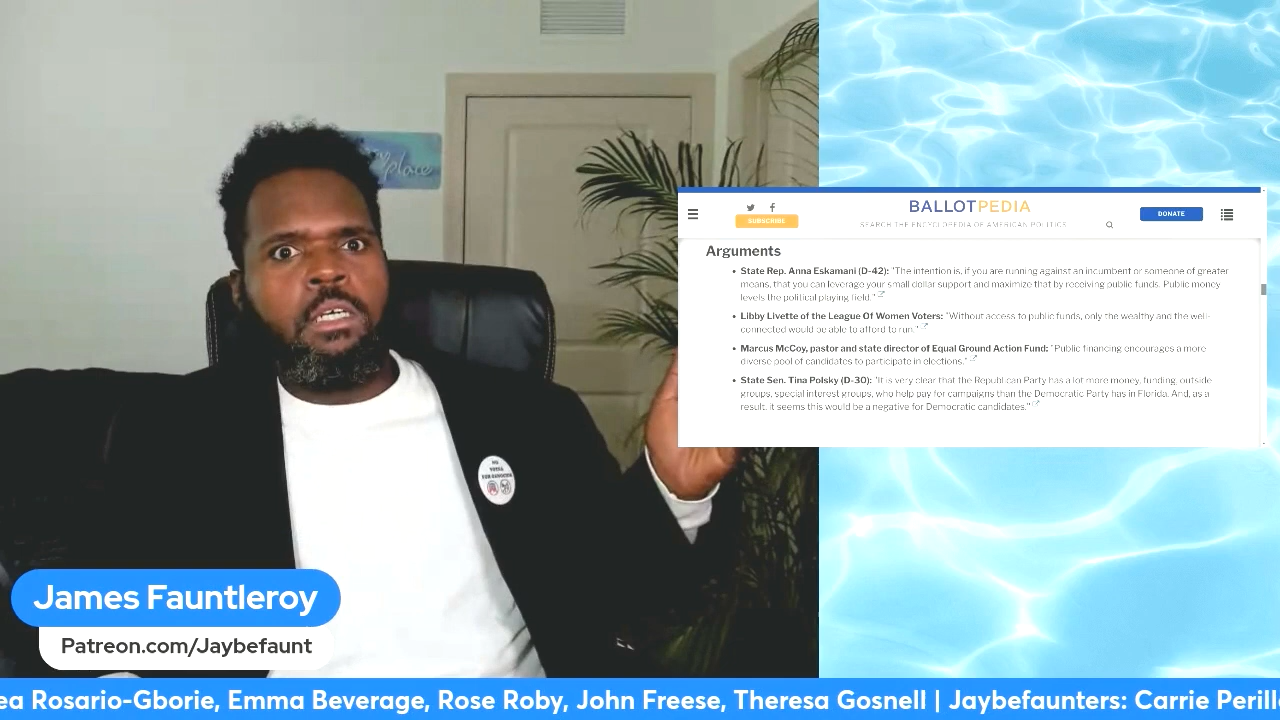 place
BALLOTPEDIA
SUBSCRIBE
SEARCH THE ENCYCLOPEDIA OF AMERICAN POLITICS
DONATE
Arguments
• State Rep. Anna Eskamani (D-42): "The intention is, if you are running against an incumbent or someone of greater
means, that you can leverage your small dollar support and maximize that by receiving public funds. Public money
levels the political playing field."
• Libby Livette of the League Of Women Voters: "Without access to public funds, only the wealthy and the well-
connected would be able to afford to run."
• Marcus McCoy, pastor and state director of Equal Ground Action Fund: "Public financing encourages a more
diverse pool of candidates to participate in elections."
• State Sen. Tina Polsky (D-30): "It is very clear that the Republican Party has a lot more money, funding, outside
groups, special interest groups, who help pay for campaigns than the Democratic Party has in Florida. And, as a
result, it seems this would be a negative for Democratic candidates."
James Fauntleroy
Patreon.com/Jaybefaunt
ea Rosario-Gborie, Emma Beverage, Rose Roby, John Freese, Theresa Gosnell | Jaybefaunters: Carrie Perill